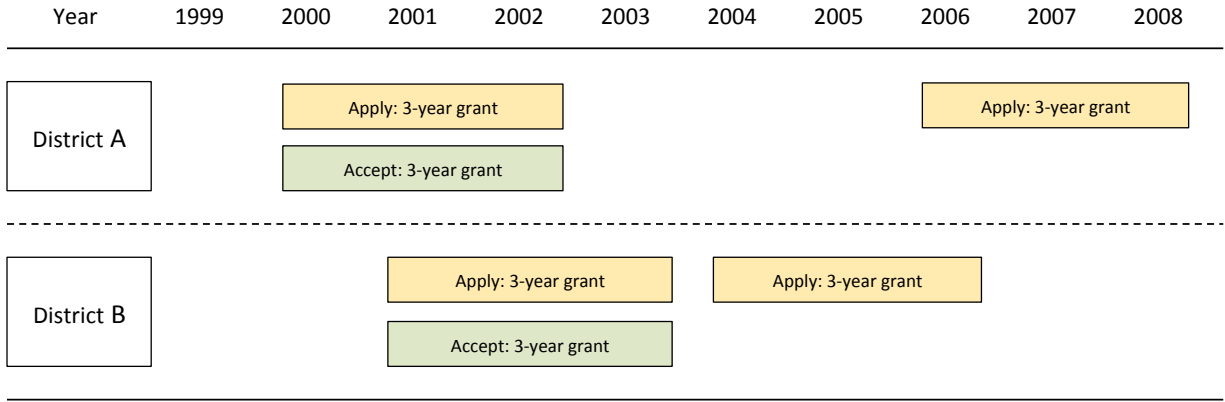 Year 1999 2000 2001 2002 2003 2004 2005 2006 2007 2008
Apply: 3-year grant Apply: 3-year grant
District A
Accept: 3-year grant
Apply: 3-year grant Apply: 3-year grant
District B
Accept: 3-year grant